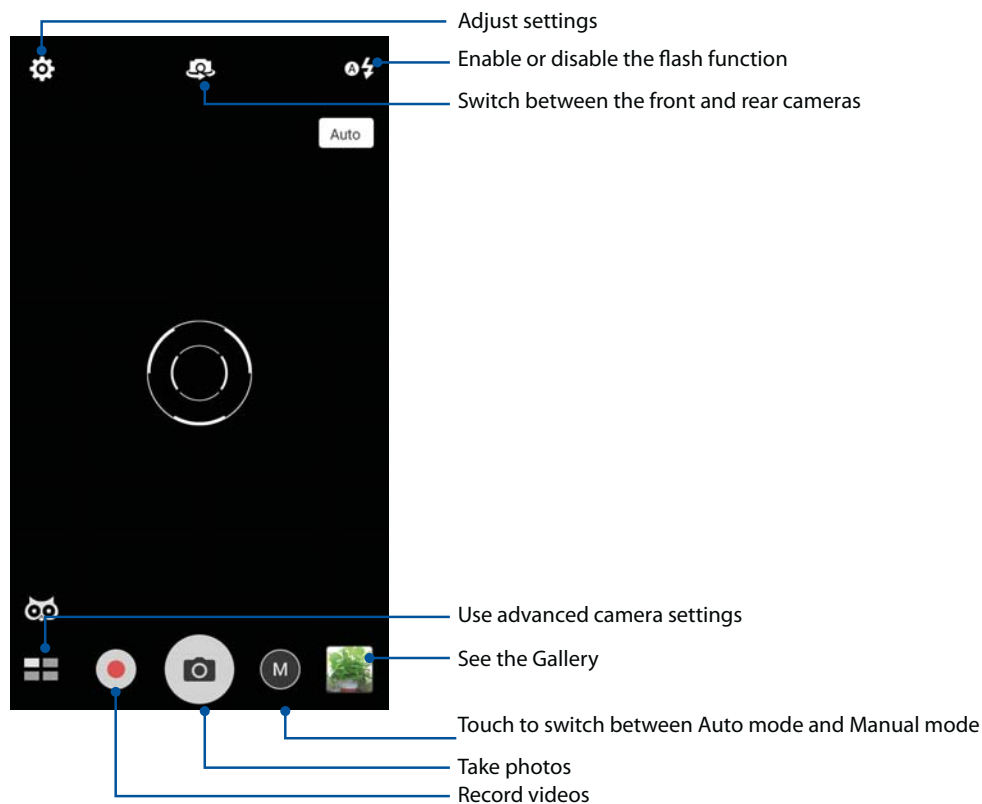 Adjust settings
Enable or disable the flash function
Switch between the front and rear cameras
A
Auto
Use advanced camera settings
See the Gallery
M
Touch to switch between Auto mode and Manual mode
Take photos
Record videos